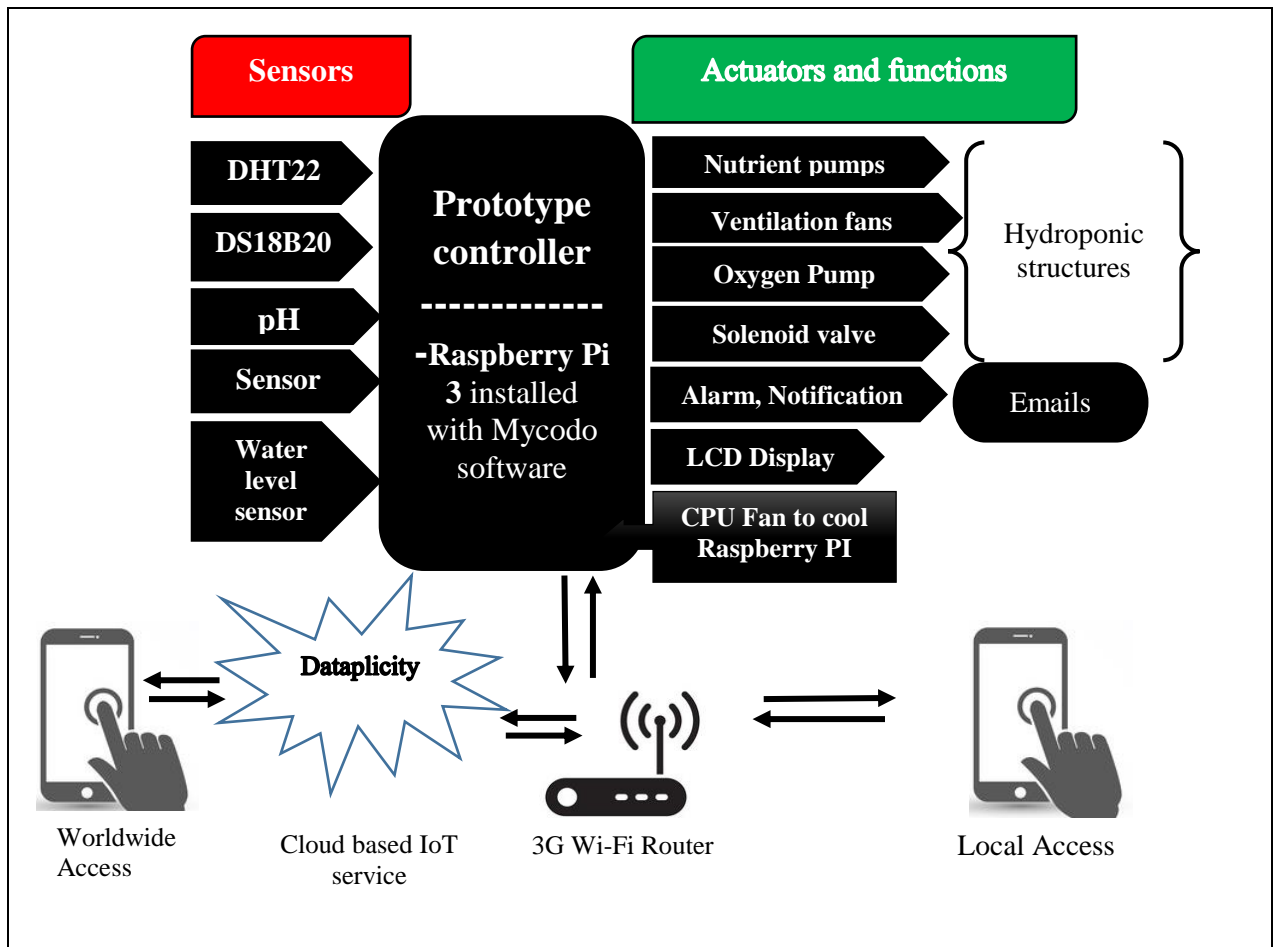 Sensors
Actuators and functions
DHT22
DS18B20
pH
Sensor
Water
level
sensor
Prototype
controller
-------------
-Raspberry Pi
3 installed
with Mycodo
software
Nutrient pumps
Ventilation fans
Oxygen Pump
Solenoid valve
Alarm, Notification
LCD Display
CPU Fan to cool
Raspberry PI
Hydroponic
structures
Emails
Dataplicity
Worldwide
Access
Cloud based IoT
service
3G Wi-Fi Router
Local Access